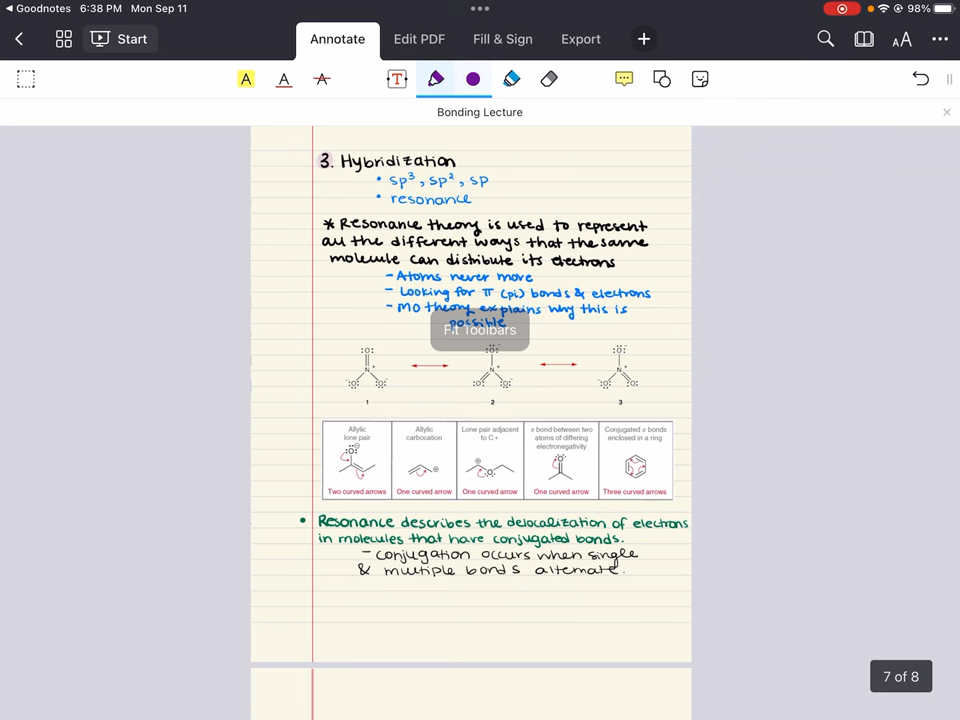 Goodnotes 6:38 PM Mon Sep 11 98%
Start Annotate Edit PDF Fill & Sign Export
Bonding Lecture
3. Hybridization
• sp³, sp², sp
• resonance
* Resonance theory is used to represent
all the different ways that the same
molecule can distribute its electrons
- Atoms never more
- Looking for π (pi) bonds & electrons
- MO theory explains why this is
possible
Fit Toolbars
1 2 3
Allylic
lone pair
Two curved arrows
Allylic
carbocation
One curved arrow
Lone pair adjacent
to C+
One curved arrow
π bond between two
atoms of differing
electronegativity
One curved arrow
Conjugated π bonds
enclosed in a ring
Three curved arrows
• Resonance describes the delocalization of electrons
in molecules that have conjugated bonds.
- conjugation occurs when single
& multiple bonds alternate.
7 of 8